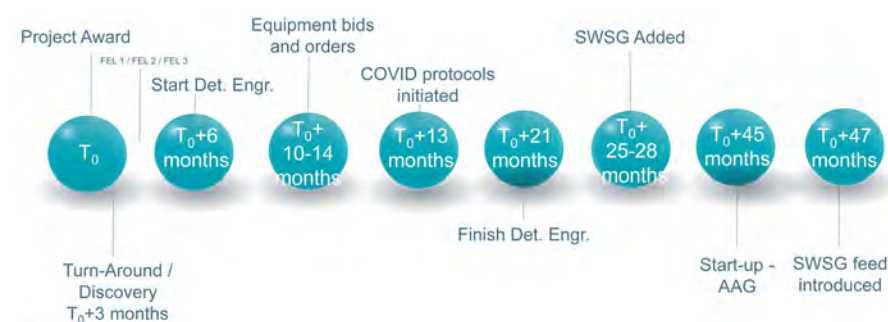 Project Award
FEL 1 / FEL 2 / FEL 3
Start Det. Engr.
Equipment bids
and orders
COVID protocols
initiated
SWSG Added
T₀
T₀+6
months
T₀+
10-14
months
T₀+13
months
T₀+21
months
T₀+
25-28
months
T₀+45
months
T₀+47
months
Turn-Around /
Discovery
T₀+3 months
Finish Det. Engr.
Start-up -
AAG
SWSG feed
introduced